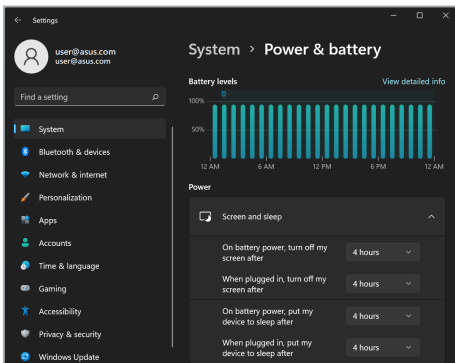 Settings
user@asus.com
user@asus.com
Find a setting
System
Bluetooth & devices
Network & internet
Personalization
Apps
Accounts
Time & language
Gaming
Accessibility
Privacy & security
Windows Update
System > Power & battery
Battery levels
View detailed info
100%
50%
12 AM
6 AM
12 PM
6 PM
12 AM
Power
Screen and sleep
On battery power, turn off my
screen after
4 hours
When plugged in, turn off my
screen after
4 hours
On battery power, put my
device to sleep after
4 hours
When plugged in, put my
device to sleep after
4 hours